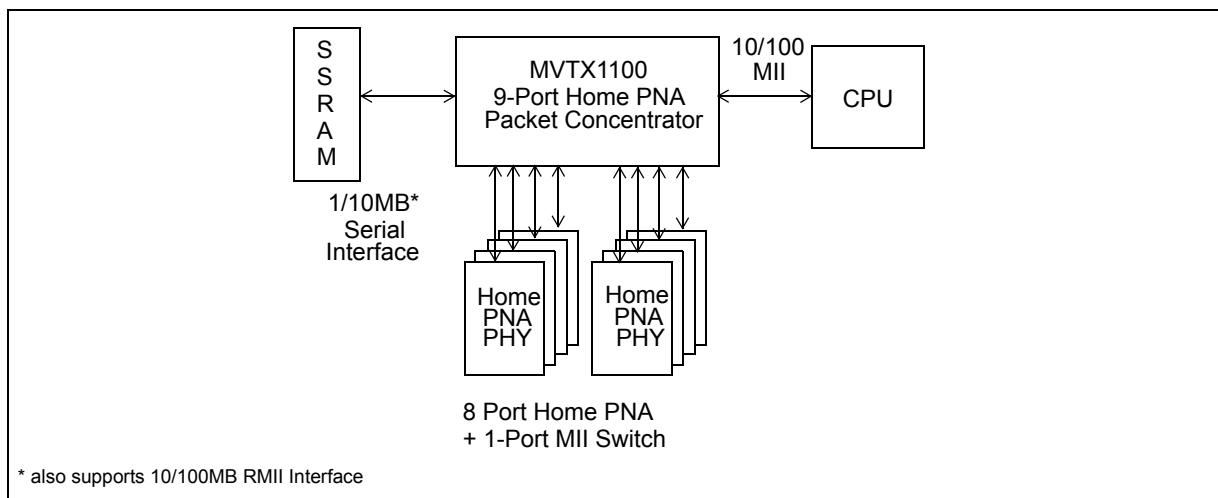 S
S
R
A
M
MVTX1100
9-Port Home PNA
Packet Concentrator
10/100
MII
CPU
1/10MB*
Serial
Interface
Home
PNA
PHY
Home
PNA
PHY
8 Port Home PNA
+ 1-Port MII Switch
* also supports 10/100MB RMII Interface